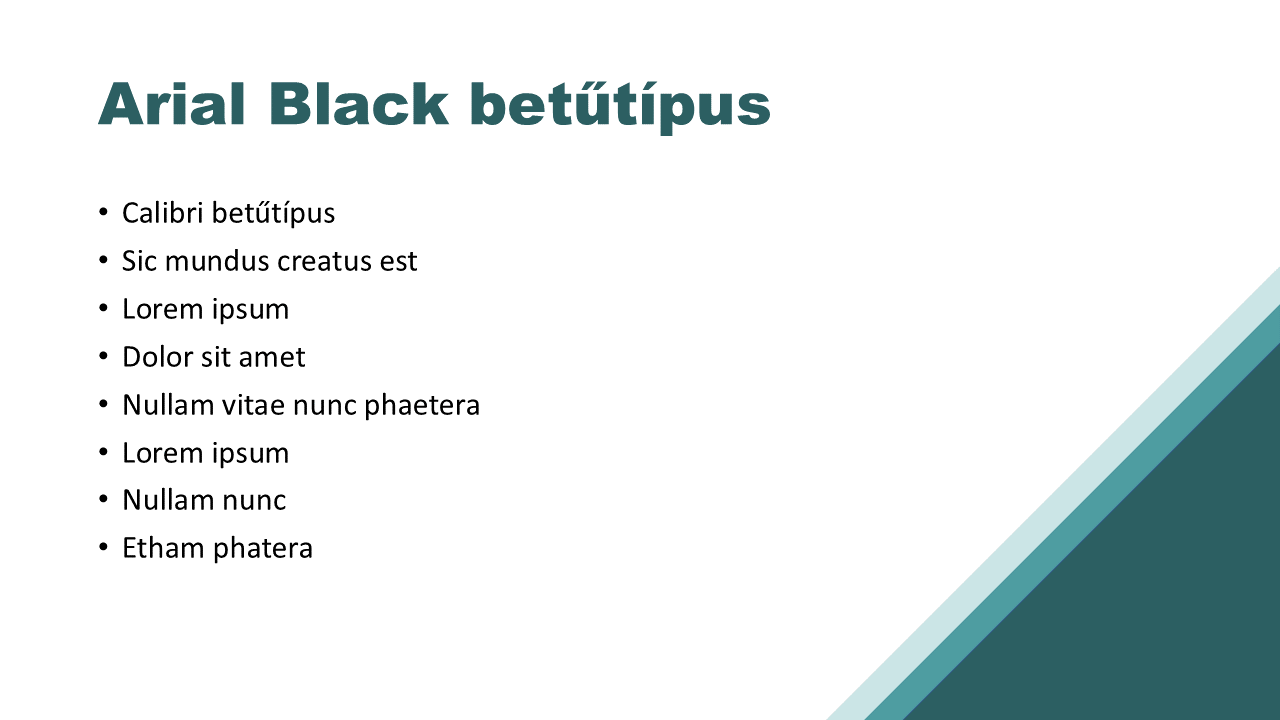 Arial Black betűtípus
• Calibri betűtípus
• Sic mundus creatus est
• Lorem ipsum
• Dolor sit amet
• Nullam vitae nunc phaetera
• Lorem ipsum
• Nullam nunc
• Etham phatera